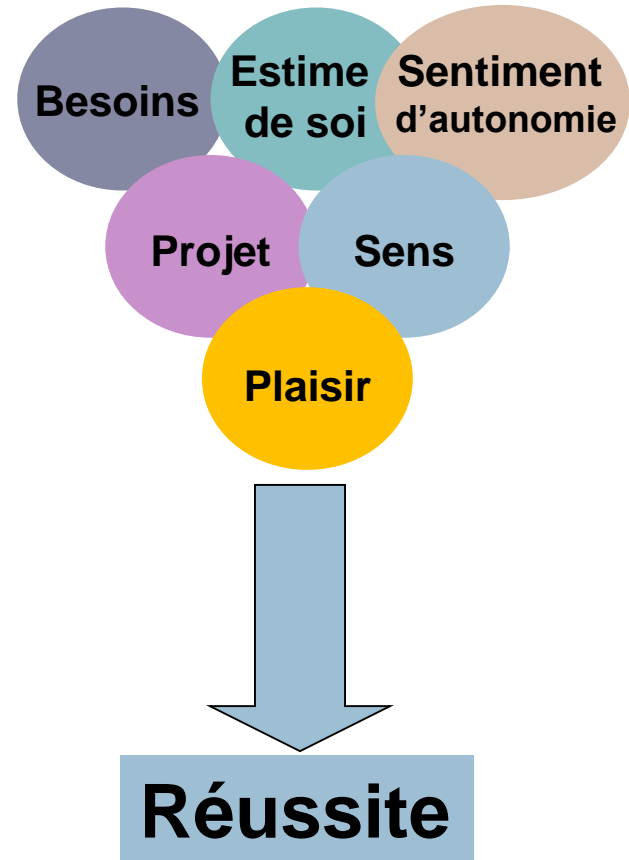 Besoins
Estime
de soi
Sentiment
d'autonomie
Projet
Sens
Plaisir
Réussite